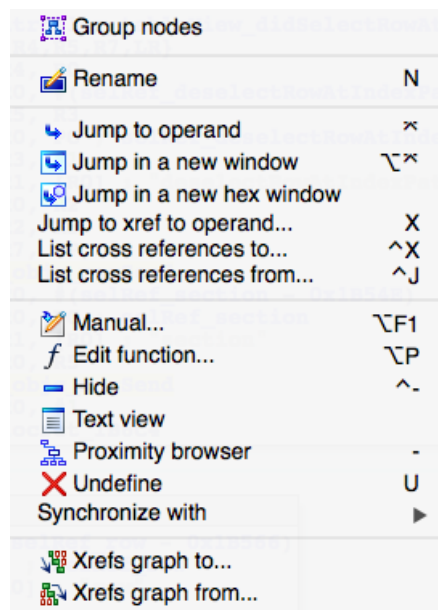 Group nodes
Rename N
Jump to operand ⌤
Jump in a new window ⌥⌤
Jump in a new hex window
Jump to xref to operand... X
List cross references to... ^X
List cross references from... ^J
Manual... ⌥F1
f Edit function... ⌥P
Hide ^-
Text view
Proximity browser -
Undefine U
Synchronize with ▶
Xrefs graph to...
Xrefs graph from...